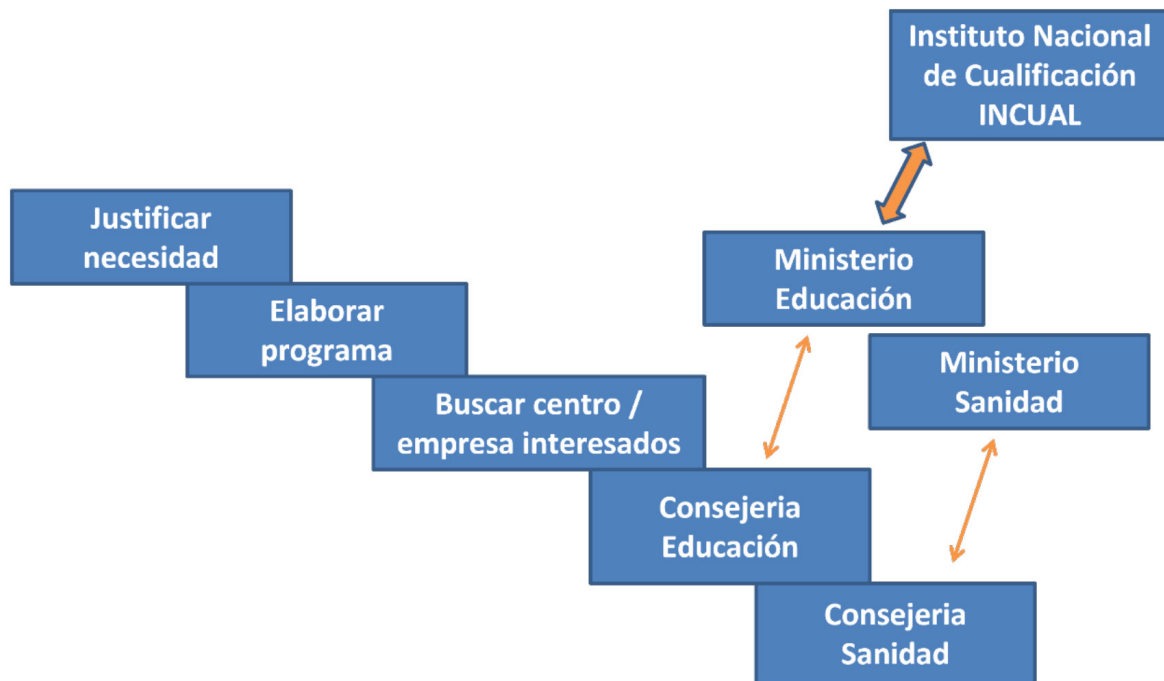 Instituto Nacional
de Cualificación
INCUAL
Justificar
necesidad
Ministerio
Educación
Elaborar
programa
Ministerio
Sanidad
Buscar centro /
empresa interesados
Consejeria
Educación
Consejeria
Sanidad